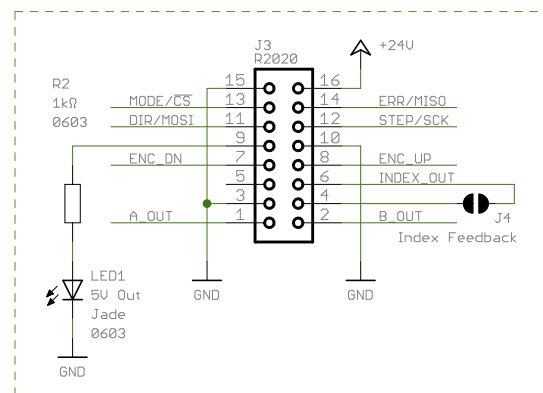 J3
R2020
+24V
R2
1kΩ
0603
15
16
MODE/CS
13
14
ERR/MISO
DIR/MOSI
11
12
STEP/SCK
9
10
ENC_DN
7
8
ENC_UP
5
6
INDEX_OUT
3
4
A_OUT
1
2
B_OUT
J4
Index Feedback
LED1
5V Out
Jade
0603
GND
GND
GND